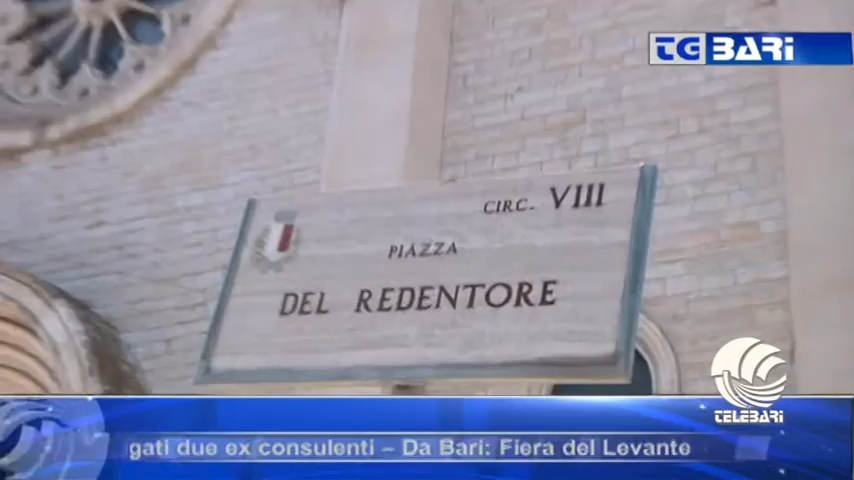 TG BARI
CIRC. VIII
PIAZZA
DEL REDENTORE
TELEBARI
gati due ex consulenti – Da Bari: Fiera del Levante